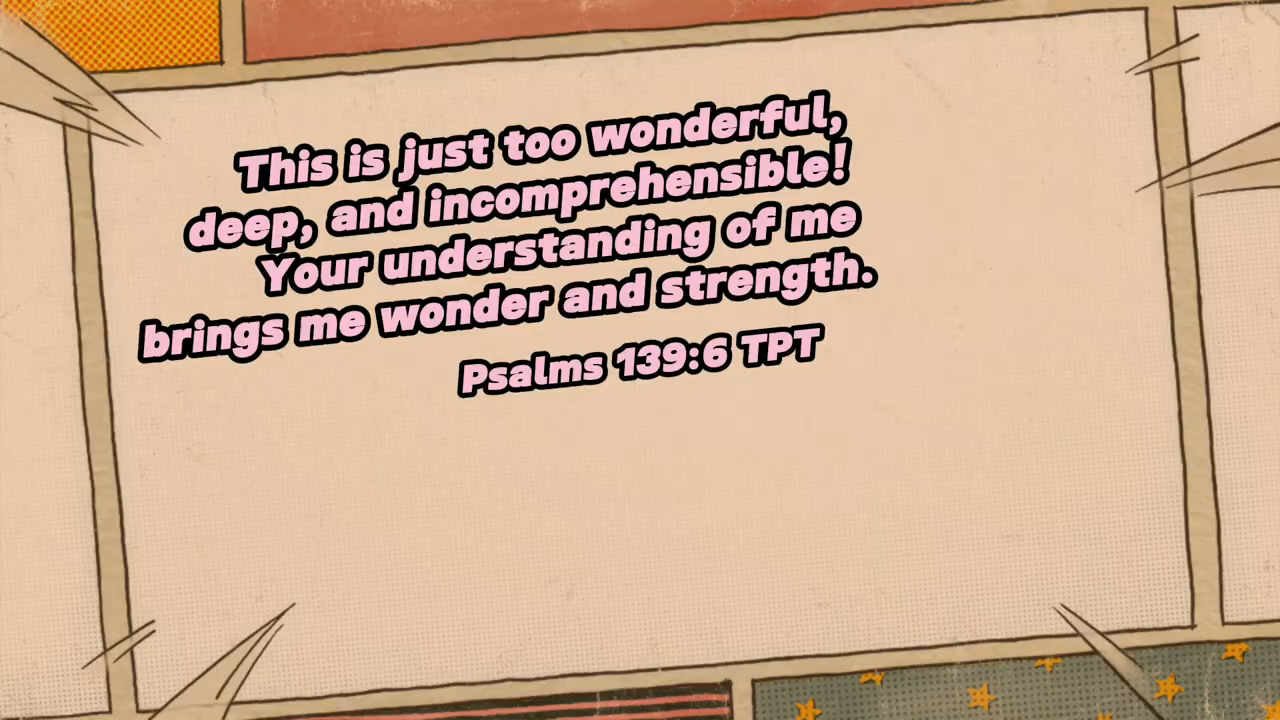 This is just too wonderful,
deep, and incomprehensible!
Your understanding of me
brings me wonder and strength.
Psalms 139:6 TPT